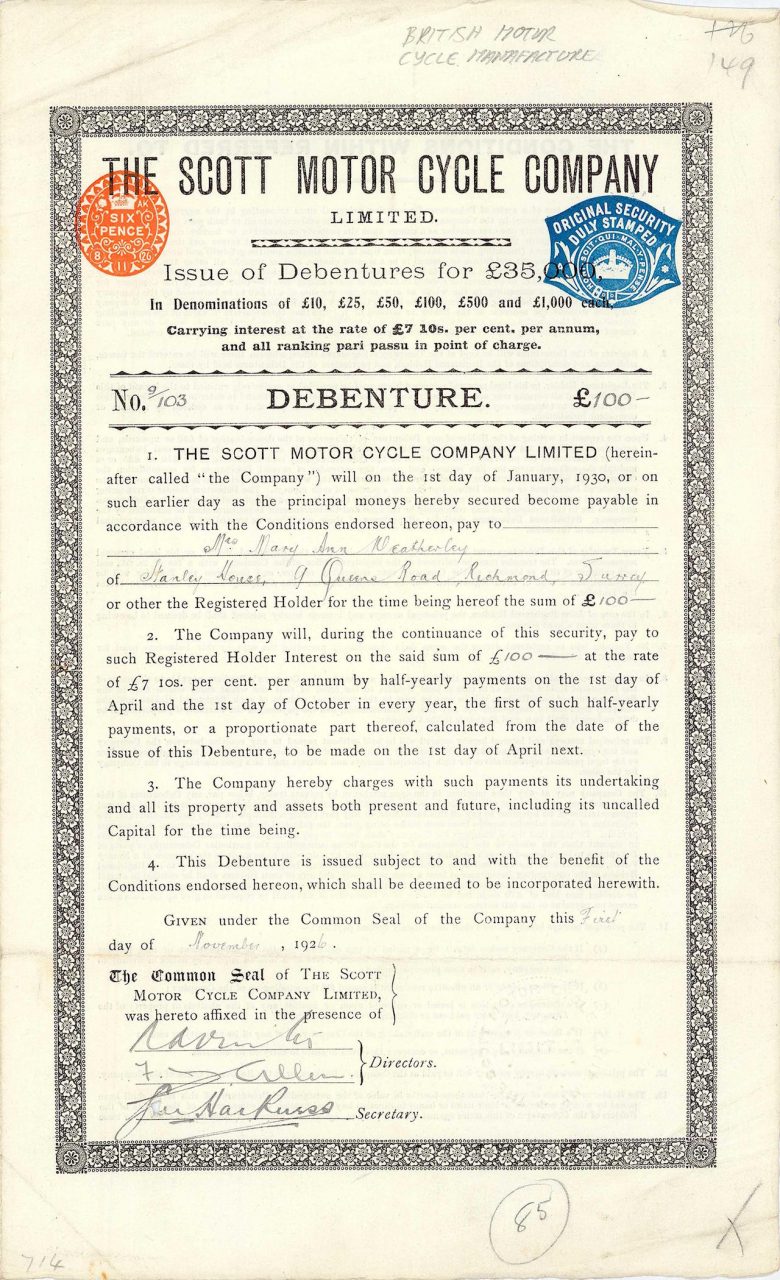 BRITISH MOTOR
CYCLE MANAFACTURE
149
THE SCOTT MOTOR CYCLE COMPANY
LIMITED.
SIX
PENCE
AK
8 11 26
ORIGINAL SECURITY
DULY STAMPED
HONI·SOIT·QUI·MAL·Y·PENSE
Issue of Debentures for £35,000,
In Denominations of £10, £25, £50, £100, £500 and £1,000 each,
Carrying interest at the rate of £7 10s. per cent. per annum,
and all ranking pari passu in point of charge.
No. 9/103 DEBENTURE. £100-
1. THE SCOTT MOTOR CYCLE COMPANY LIMITED (herein-
after called "the Company") will on the 1st day of January, 1930, or on
such earlier day as the principal moneys hereby secured become payable in
accordance with the Conditions endorsed hereon, pay to
Mrs Mary Ann Weatherley
of Stanley House, 9 Queens Road, Richmond, Surrey
or other the Registered Holder for the time being hereof the sum of £100—
2. The Company will, during the continuance of this security, pay to
such Registered Holder Interest on the said sum of £100 — at the rate
of £7 10s. per cent. per annum by half-yearly payments on the 1st day of
April and the 1st day of October in every year, the first of such half-yearly
payments, or a proportionate part thereof, calculated from the date of the
issue of this Debenture, to be made on the 1st day of April next.
3. The Company hereby charges with such payments its undertaking
and all its property and assets both present and future, including its uncalled
Capital for the time being.
4. This Debenture is issued subject to and with the benefit of the
Conditions endorsed hereon, which shall be deemed to be incorporated herewith.
GIVEN under the Common Seal of the Company this First
day of November, 1926.
The Common Seal of THE SCOTT
MOTOR CYCLE COMPANY LIMITED,
was hereto affixed in the presence of
Allen
Directors.
Harkness Secretary.
85
X
714